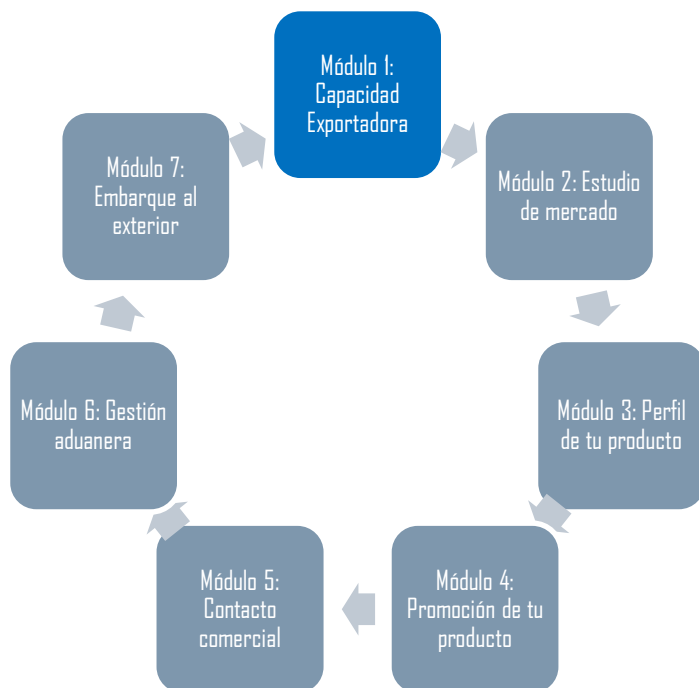 Módulo 1:
Capacidad
Exportadora
Módulo 2: Estudio
de mercado
Módulo 3: Perfil
de tu producto
Módulo 4:
Promoción de tu
producto
Módulo 5:
Contacto
comercial
Módulo 6: Gestión
aduanera
Módulo 7:
Embarque al
exterior